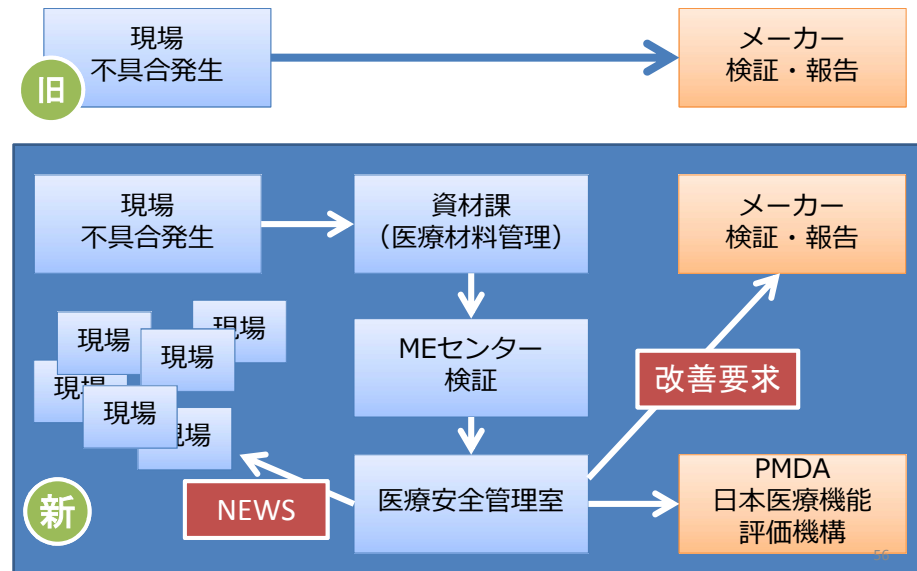 現場
不具合発生
メーカー
検証・報告
旧
現場
不具合発生
資材課
（医療材料管理）
メーカー
検証・報告
現場
現場
現場
現場
現場
現場
MEセンター
検証
改善要求
新
NEWS
医療安全管理室
PMDA
日本医療機能
評価機構
56